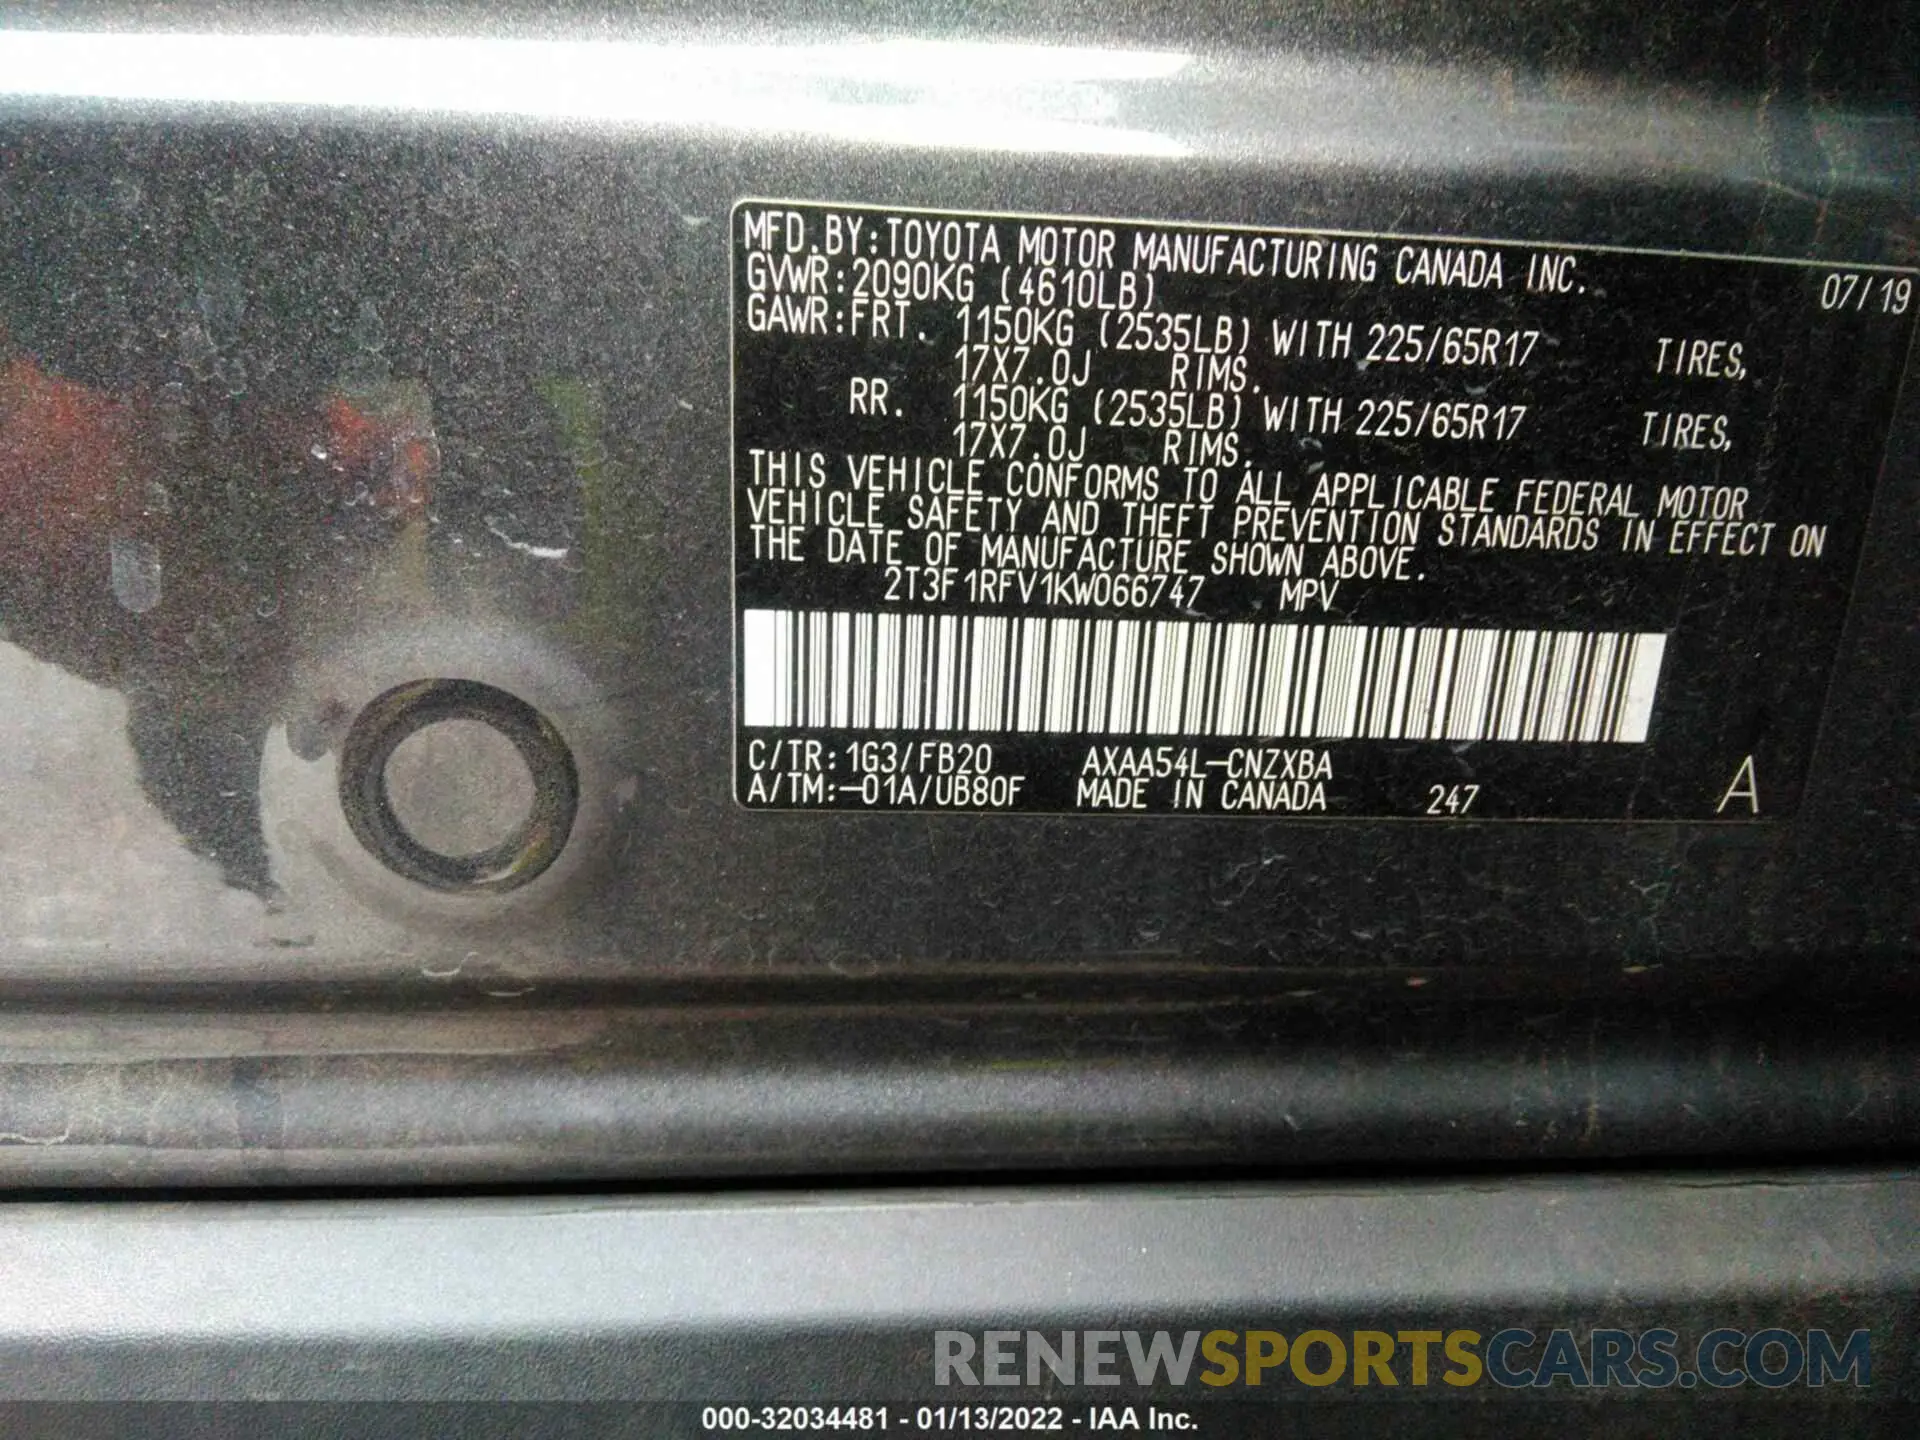 MFD.BY:TOYOTA MOTOR MANUFACTURING CANADA INC. 07/19
GVWR:2090KG (4610LB)
GAWR:FRT. 1150KG (2535LB) WITH 225/65R17 TIRES,
17X7.0J RIMS.
RR. 1150KG (2535LB) WITH 225/65R17 TIRES,
17X7.0J RIMS.
THIS VEHICLE CONFORMS TO ALL APPLICABLE FEDERAL MOTOR
VEHICLE SAFETY AND THEFT PREVENTION STANDARDS IN EFFECT ON
THE DATE OF MANUFACTURE SHOWN ABOVE.
2T3F1RFV1KW066747 MPV
C/TR:1G3/FB20 AXAA54L-CNZXBA
A/TM:-01A/UB80F MADE IN CANADA 247 A
RENEWSPORTSCARS.COM
000-32034481 - 01/13/2022 - IAA Inc.